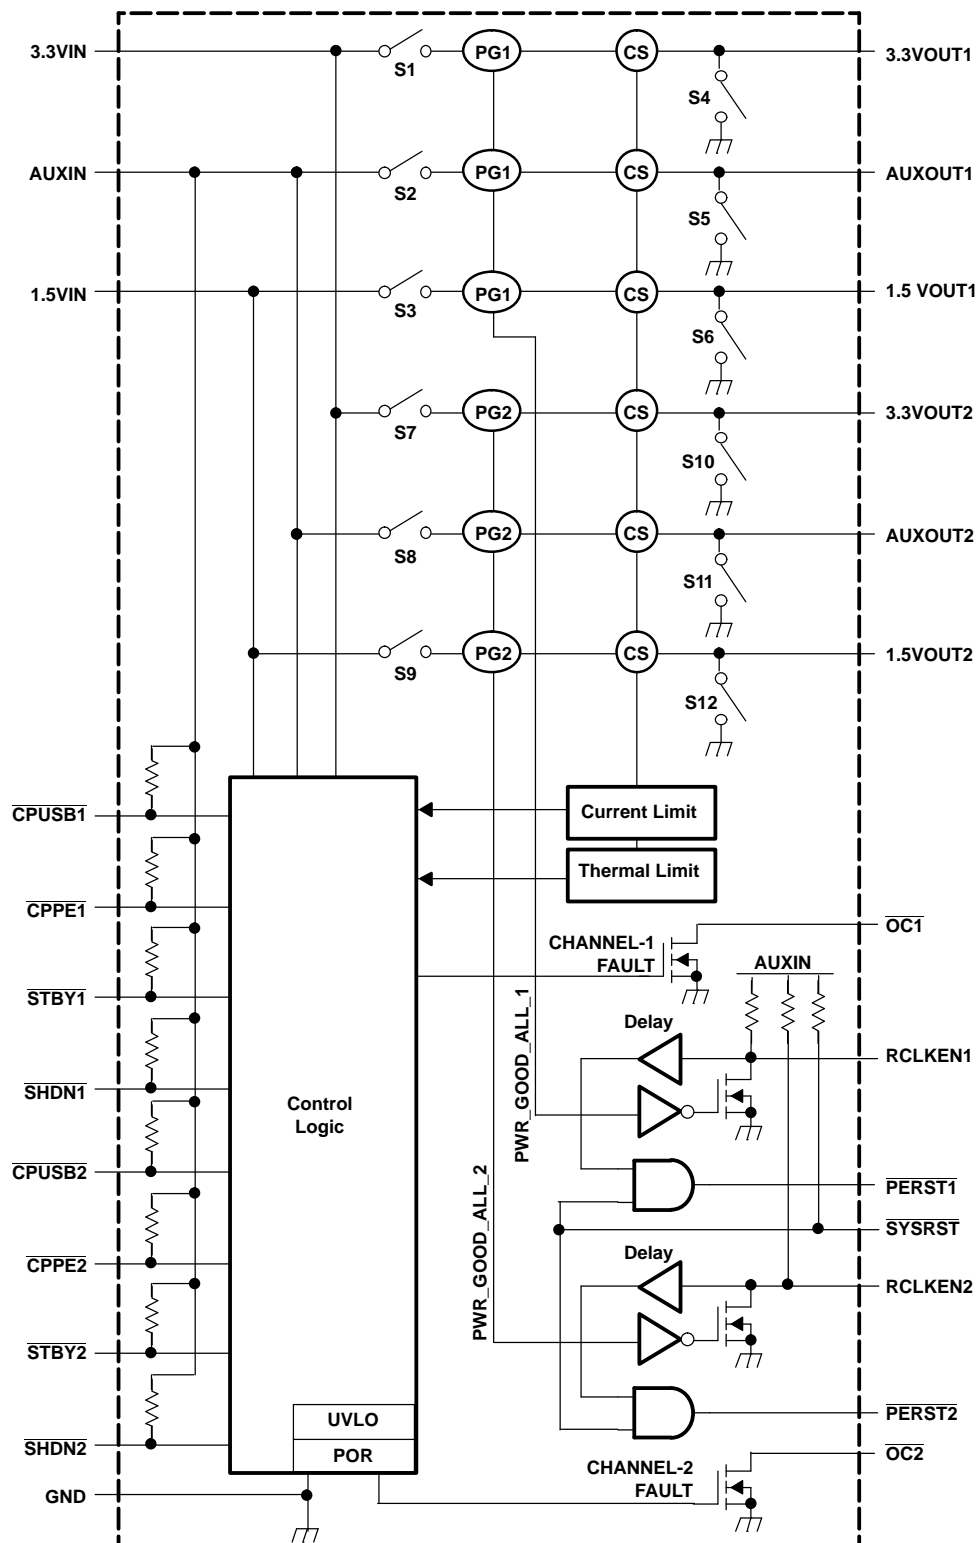 3.3VIN
S1
PG1
CS
3.3VOUT1
S4
AUXIN
S2
PG1
CS
AUXOUT1
S5
1.5VIN
S3
PG1
CS
1.5 VOUT1
S6
S7
PG2
CS
3.3VOUT2
S10
S8
PG2
CS
AUXOUT2
S11
S9
PG2
CS
1.5VOUT2
S12
CPUSB1
Current Limit
Thermal Limit
CPPE1
CHANNEL-1
FAULT
OC1
AUXIN
STBY1
PWR_GOOD_ALL_1
Delay
RCLKEN1
SHDN1
Control
Logic
CPUSB2
PWR_GOOD_ALL_2
PERST1
SYSRST
CPPE2
Delay
RCLKEN2
STBY2
UVLO
PERST2
SHDN2
POR
OC2
CHANNEL-2
FAULT
GND